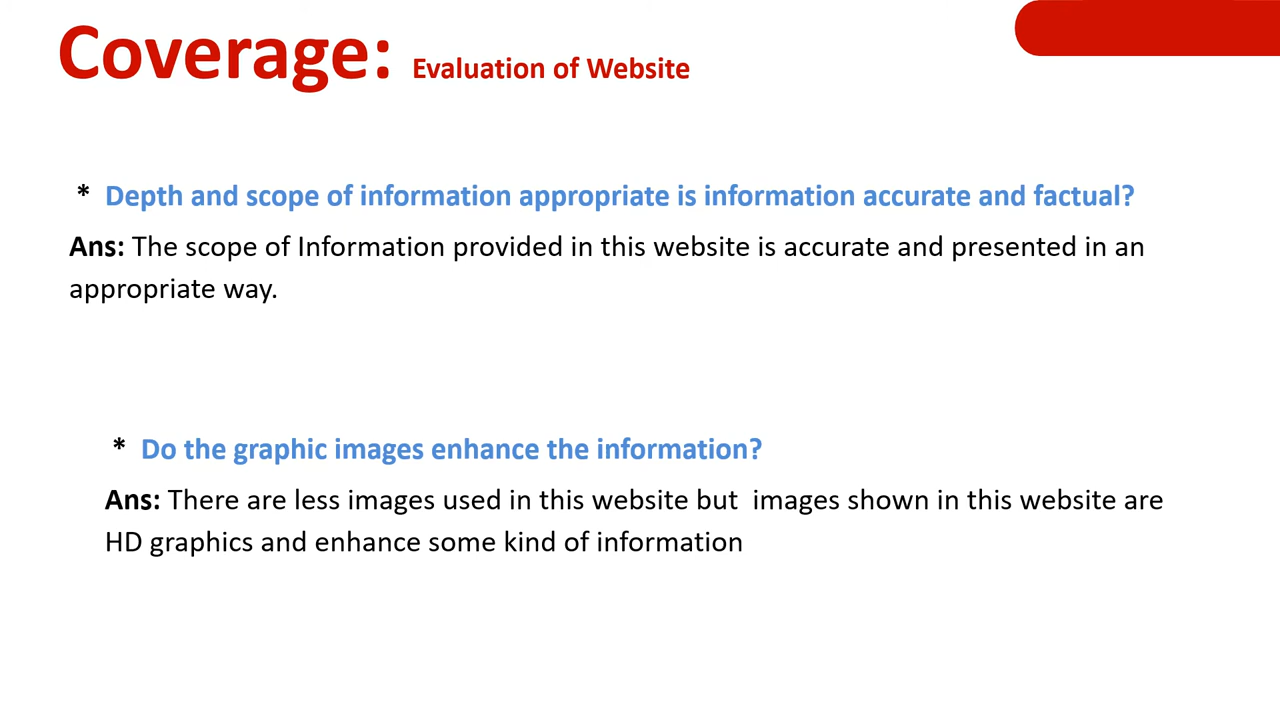 Coverage: Evaluation of Website
* Depth and scope of information appropriate is information accurate and factual?
Ans: The scope of Information provided in this website is accurate and presented in an
appropriate way.
* Do the graphic images enhance the information?
Ans: There are less images used in this website but  images shown in this website are
HD graphics and enhance some kind of information